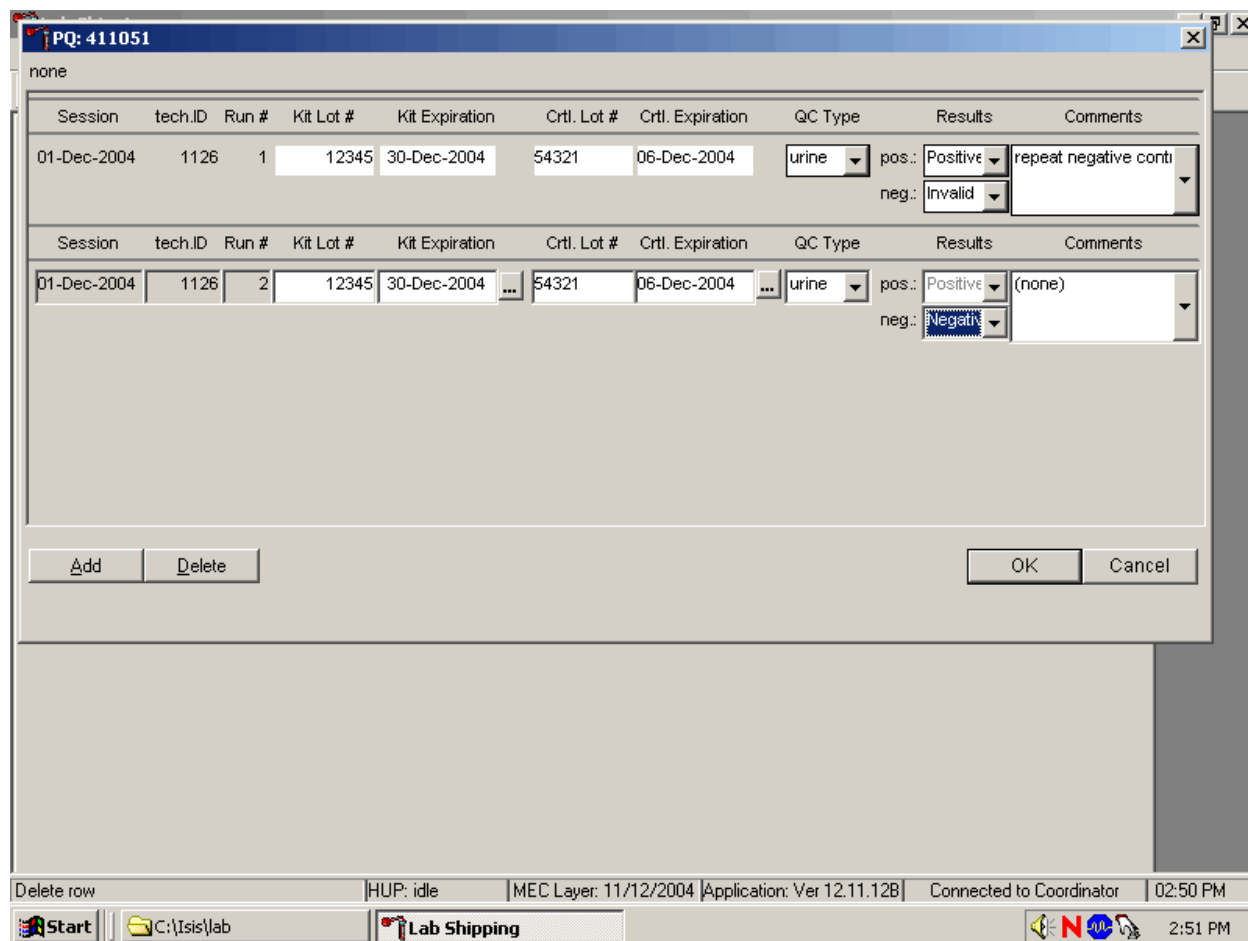 PQ: 411051
none
Session tech.ID Run # Kit Lot # Kit Expiration Crtl. Lot # Crtl. Expiration QC Type Results Comments
01-Dec-2004 1126 1 12345 30-Dec-2004 54321 06-Dec-2004 urine pos.: Positive repeat negative
neg.: Invalid
Session tech.ID Run # Kit Lot # Kit Expiration Crtl. Lot # Crtl. Expiration QC Type Results Comments
01-Dec-2004 1126 2 12345 30-Dec-2004 ... 54321 06-Dec-2004 ... urine pos.: Positive (none)
neg.: Negativ
Add Delete OK Cancel
Delete row HUP: idle MEC Layer: 11/12/2004 Application: Ver 12.11.12B Connected to Coordinator 02:50 PM
Start C:\Isis\lab Lab Shipping N 2:51 PM